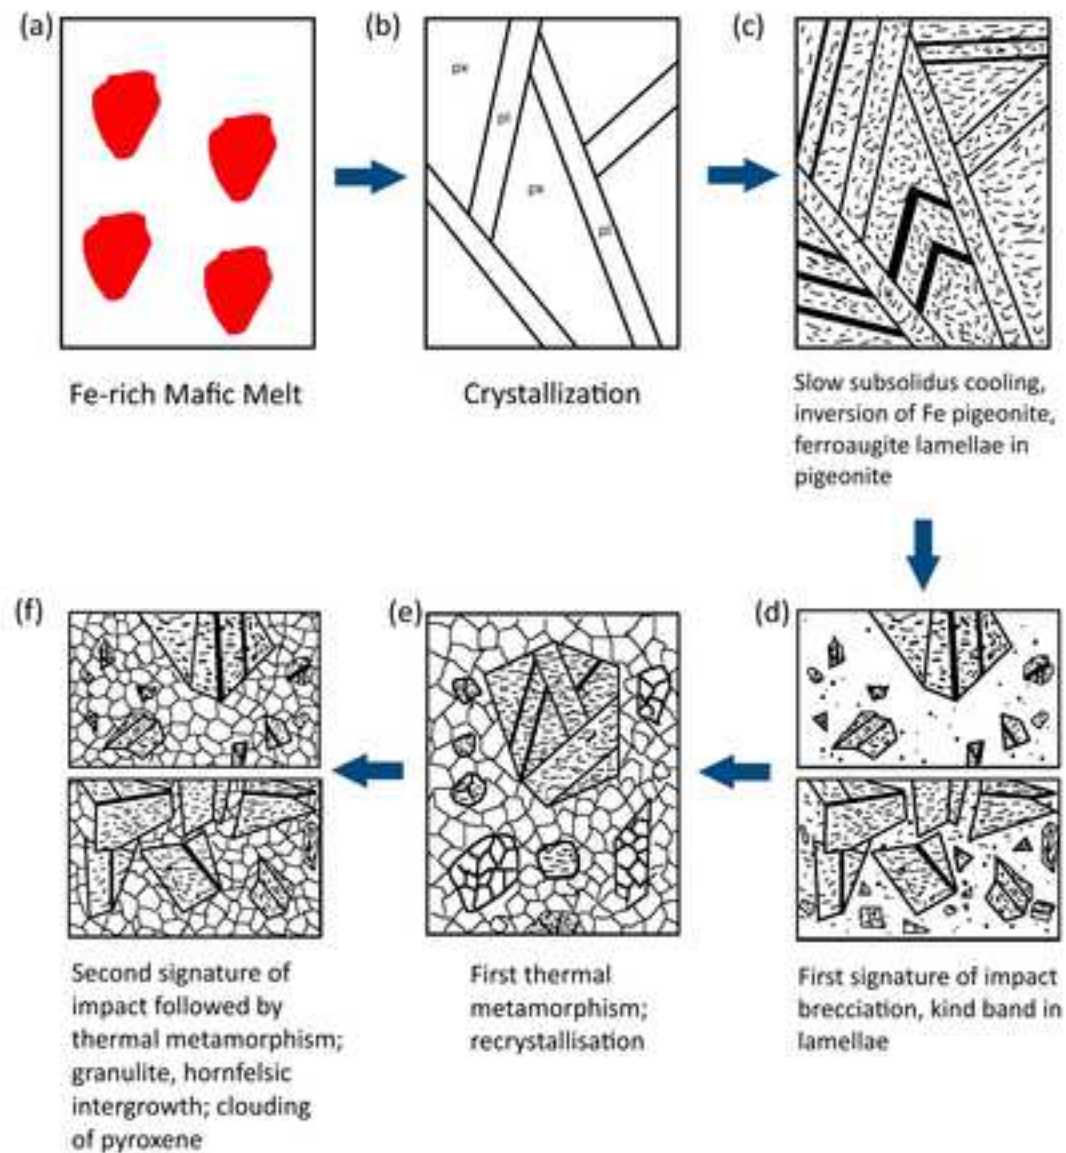 (a)
(b)
(c)
px
pl
px
pl
Fe-rich Mafic Melt
Crystallization
Slow subsolidus cooling,
inversion of Fe pigeonite,
ferroaugite lamellae in
pigeonite
(f)
(e)
(d)
Second signature of
impact followed by
thermal metamorphism;
granulite, hornfelsic
intergrowth; clouding
of pyroxene
First thermal
metamorphism;
recrystallisation
First signature of impact
brecciation, kind band in
lamellae